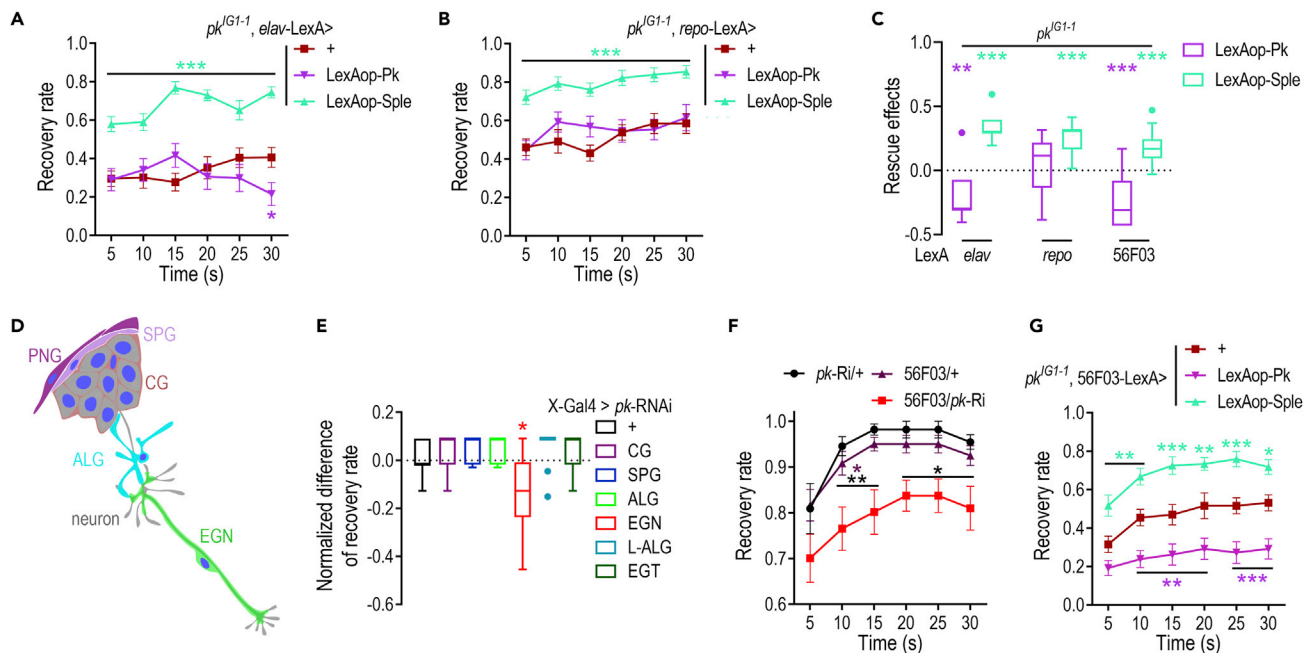 A
pk^IG1-1, elav-LexA>
+
LexAop-Pk
LexAop-Sple
***
*
Recovery rate
1.0
0.8
0.6
0.4
0.2
0.0
5 10 15 20 25 30
Time (s)
B
pk^IG1-1, repo-LexA>
+
LexAop-Pk
LexAop-Sple
***
Recovery rate
1.0
0.8
0.6
0.4
0.2
0.0
5 10 15 20 25 30
Time (s)
C
pk^IG1-1
LexAop-Pk
LexAop-Sple
** *** *** *** ***
Rescue effects
1.0
0.5
0.0
-0.5
LexA elav repo 56F03
D
SPG
PNG
CG
ALG
neuron
EGN
E
X-Gal4 > pk-RNAi
+
CG
SPG
ALG
EGN
L-ALG
EGT
*
Normalized difference
of recovery rate
0.2
0.0
-0.2
-0.4
-0.6
F
pk-Ri/+
56F03/+
56F03/pk-Ri
*
**
*
Recovery rate
1.0
0.9
0.8
0.7
0.6
5 10 15 20 25 30
Time (s)
G
pk^IG1-1, 56F03-LexA>
+
LexAop-Pk
LexAop-Sple
** *** ** *** *
** ***
Recovery rate
1.0
0.8
0.6
0.4
0.2
0.0
5 10 15 20 25 30
Time (s)